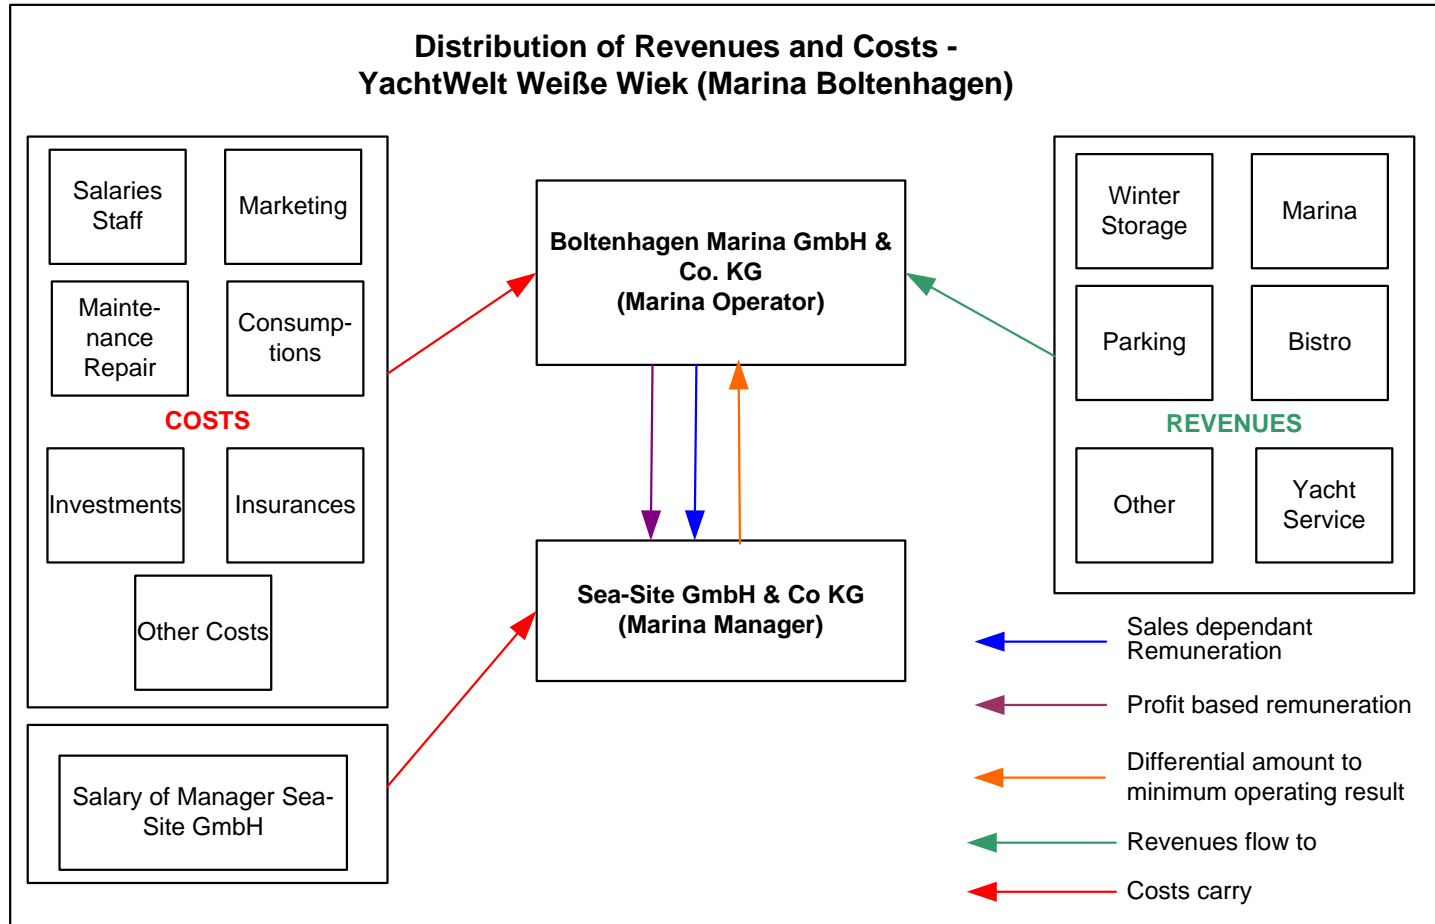 Distribution of Revenues and Costs -
YachtWelt Weiße Wiek (Marina Boltenhagen)
Salaries
Staff
Marketing
Mainte-
nance
Repair
Consump-
tions
COSTS
Investments
Insurances
Other Costs
Salary of Manager Sea-
Site GmbH
Boltenhagen Marina GmbH &
Co. KG
(Marina Operator)
Sea-Site GmbH & Co KG
(Marina Manager)
Winter
Storage
Marina
Parking
Bistro
REVENUES
Other
Yacht
Service
Sales dependant
Remuneration
Profit based remuneration
Differential amount to
minimum operating result
Revenues flow to
Costs carry